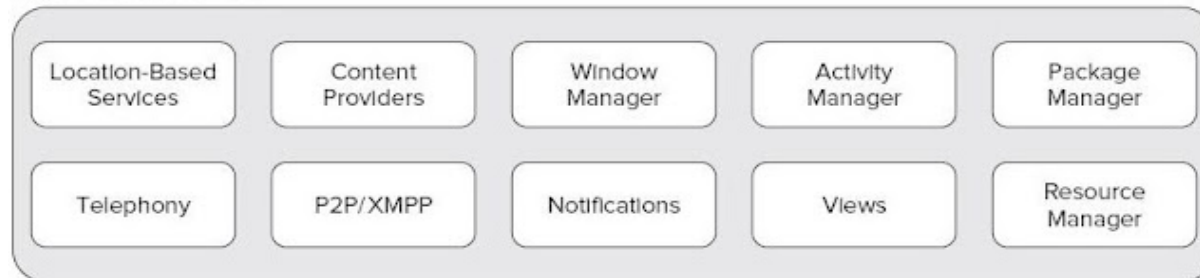 Location-Based
Services
Content
Providers
Window
Manager
Activity
Manager
Package
Manager
Telephony
P2P/XMPP
Notifications
Views
Resource
Manager